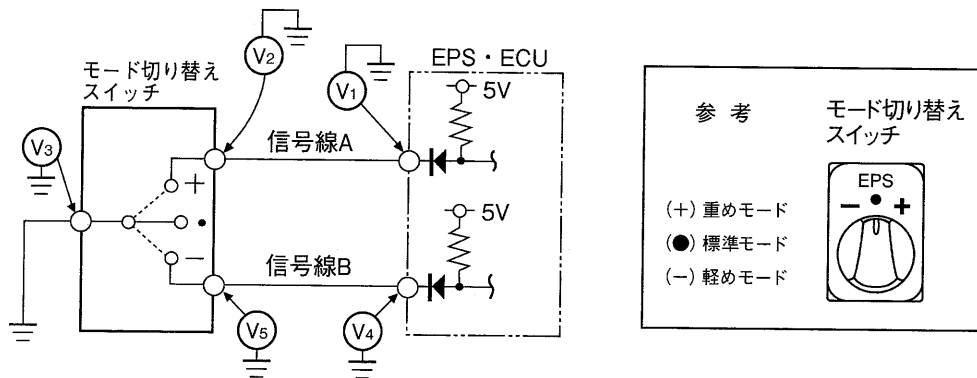 モード切り替え
スイッチ
V3
V2
V1
EPS・ECU
5V
信号線A
+
•
−
5V
信号線B
V5
V4
参 考
モード切り替え
スイッチ
EPS
− ● +
(+) 重めモード
(●) 標準モード
(−) 軽めモード